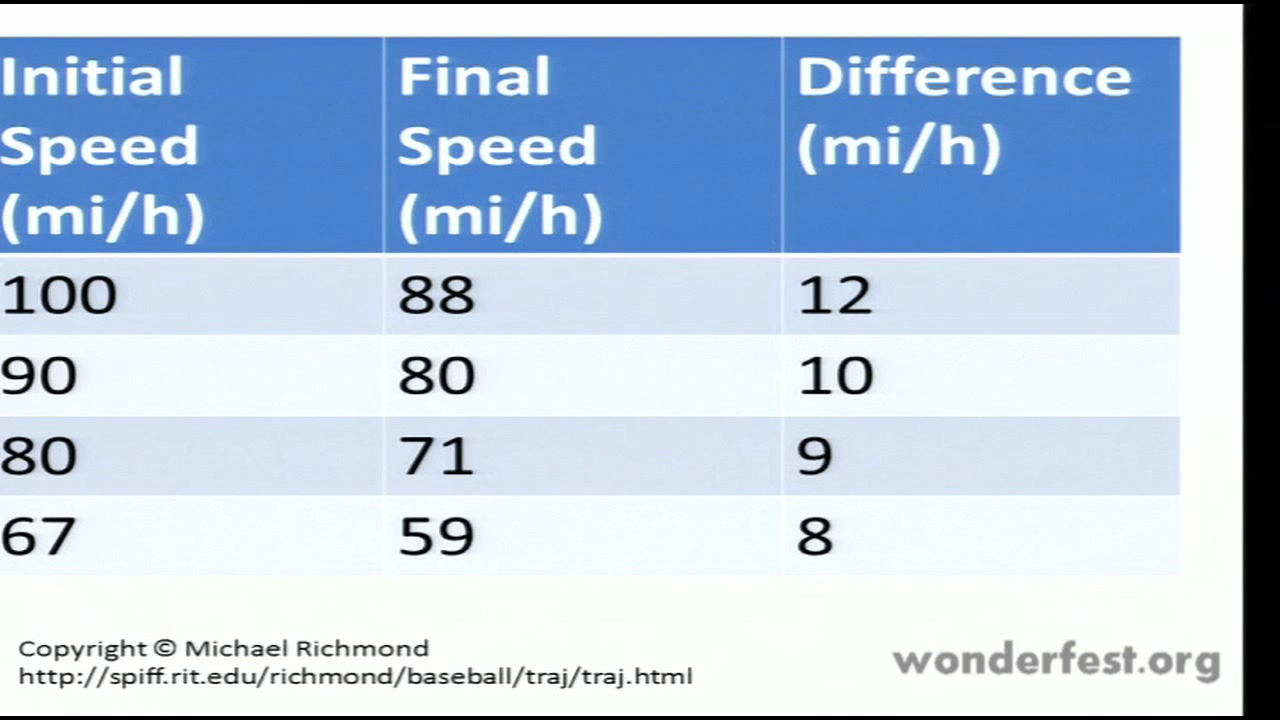 Initial Speed (mi/h) Final Speed (mi/h) Difference (mi/h)
100 88 12
90 80 10
80 71 9
67 59 8
Copyright © Michael Richmond
http://spiff.rit.edu/richmond/baseball/traj/traj.html
wonderfest.org